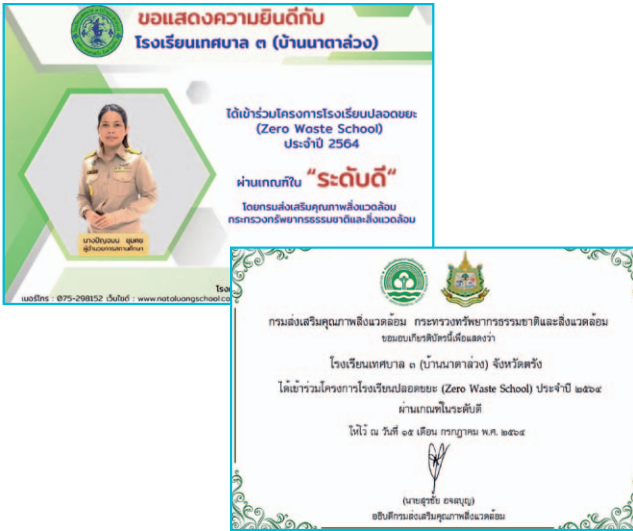 ขอแสดงความยินดีกับ
โรงเรียนเทศบาล ๓ (บ้านนาตาล่วง)
ได้เข้าร่วมโครงการโรงเรียนปลอดขยะ
(Zero Waste School)
ประจำปี 2564
ผ่านเกณฑ์ใน "ระดับดี"
โดยกรมส่งเสริมคุณภาพสิ่งแวดล้อม
กระทรวงทรัพยากรธรรมชาติและสิ่งแวดล้อม
ผู้อำนวยการสถานศึกษา
เบอร์โทร : 075-298152 เว็บไซต์ : www.nataluangschool.co
กรมส่งเสริมคุณภาพสิ่งแวดล้อม กระทรวงทรัพยากรธรรมชาติและสิ่งแวดล้อม
ขอมอบเกียรติบัตรนี้เพื่อแสดงว่า
โรงเรียนเทศบาล ๓ (บ้านนาตาล่วง) จังหวัดตรัง
ได้เข้าร่วมโครงการโรงเรียนปลอดขยะ (Zero Waste School) ประจำปี ๒๕๖๔
ผ่านเกณฑ์ในระดับดี
ให้ไว้ ณ วันที่ ๑๕ เดือน กรกฎาคม พ.ศ. ๒๕๖๔
(นายสุรชัย อจลบุญ)
อธิบดีกรมส่งเสริมคุณภาพสิ่งแวดล้อม